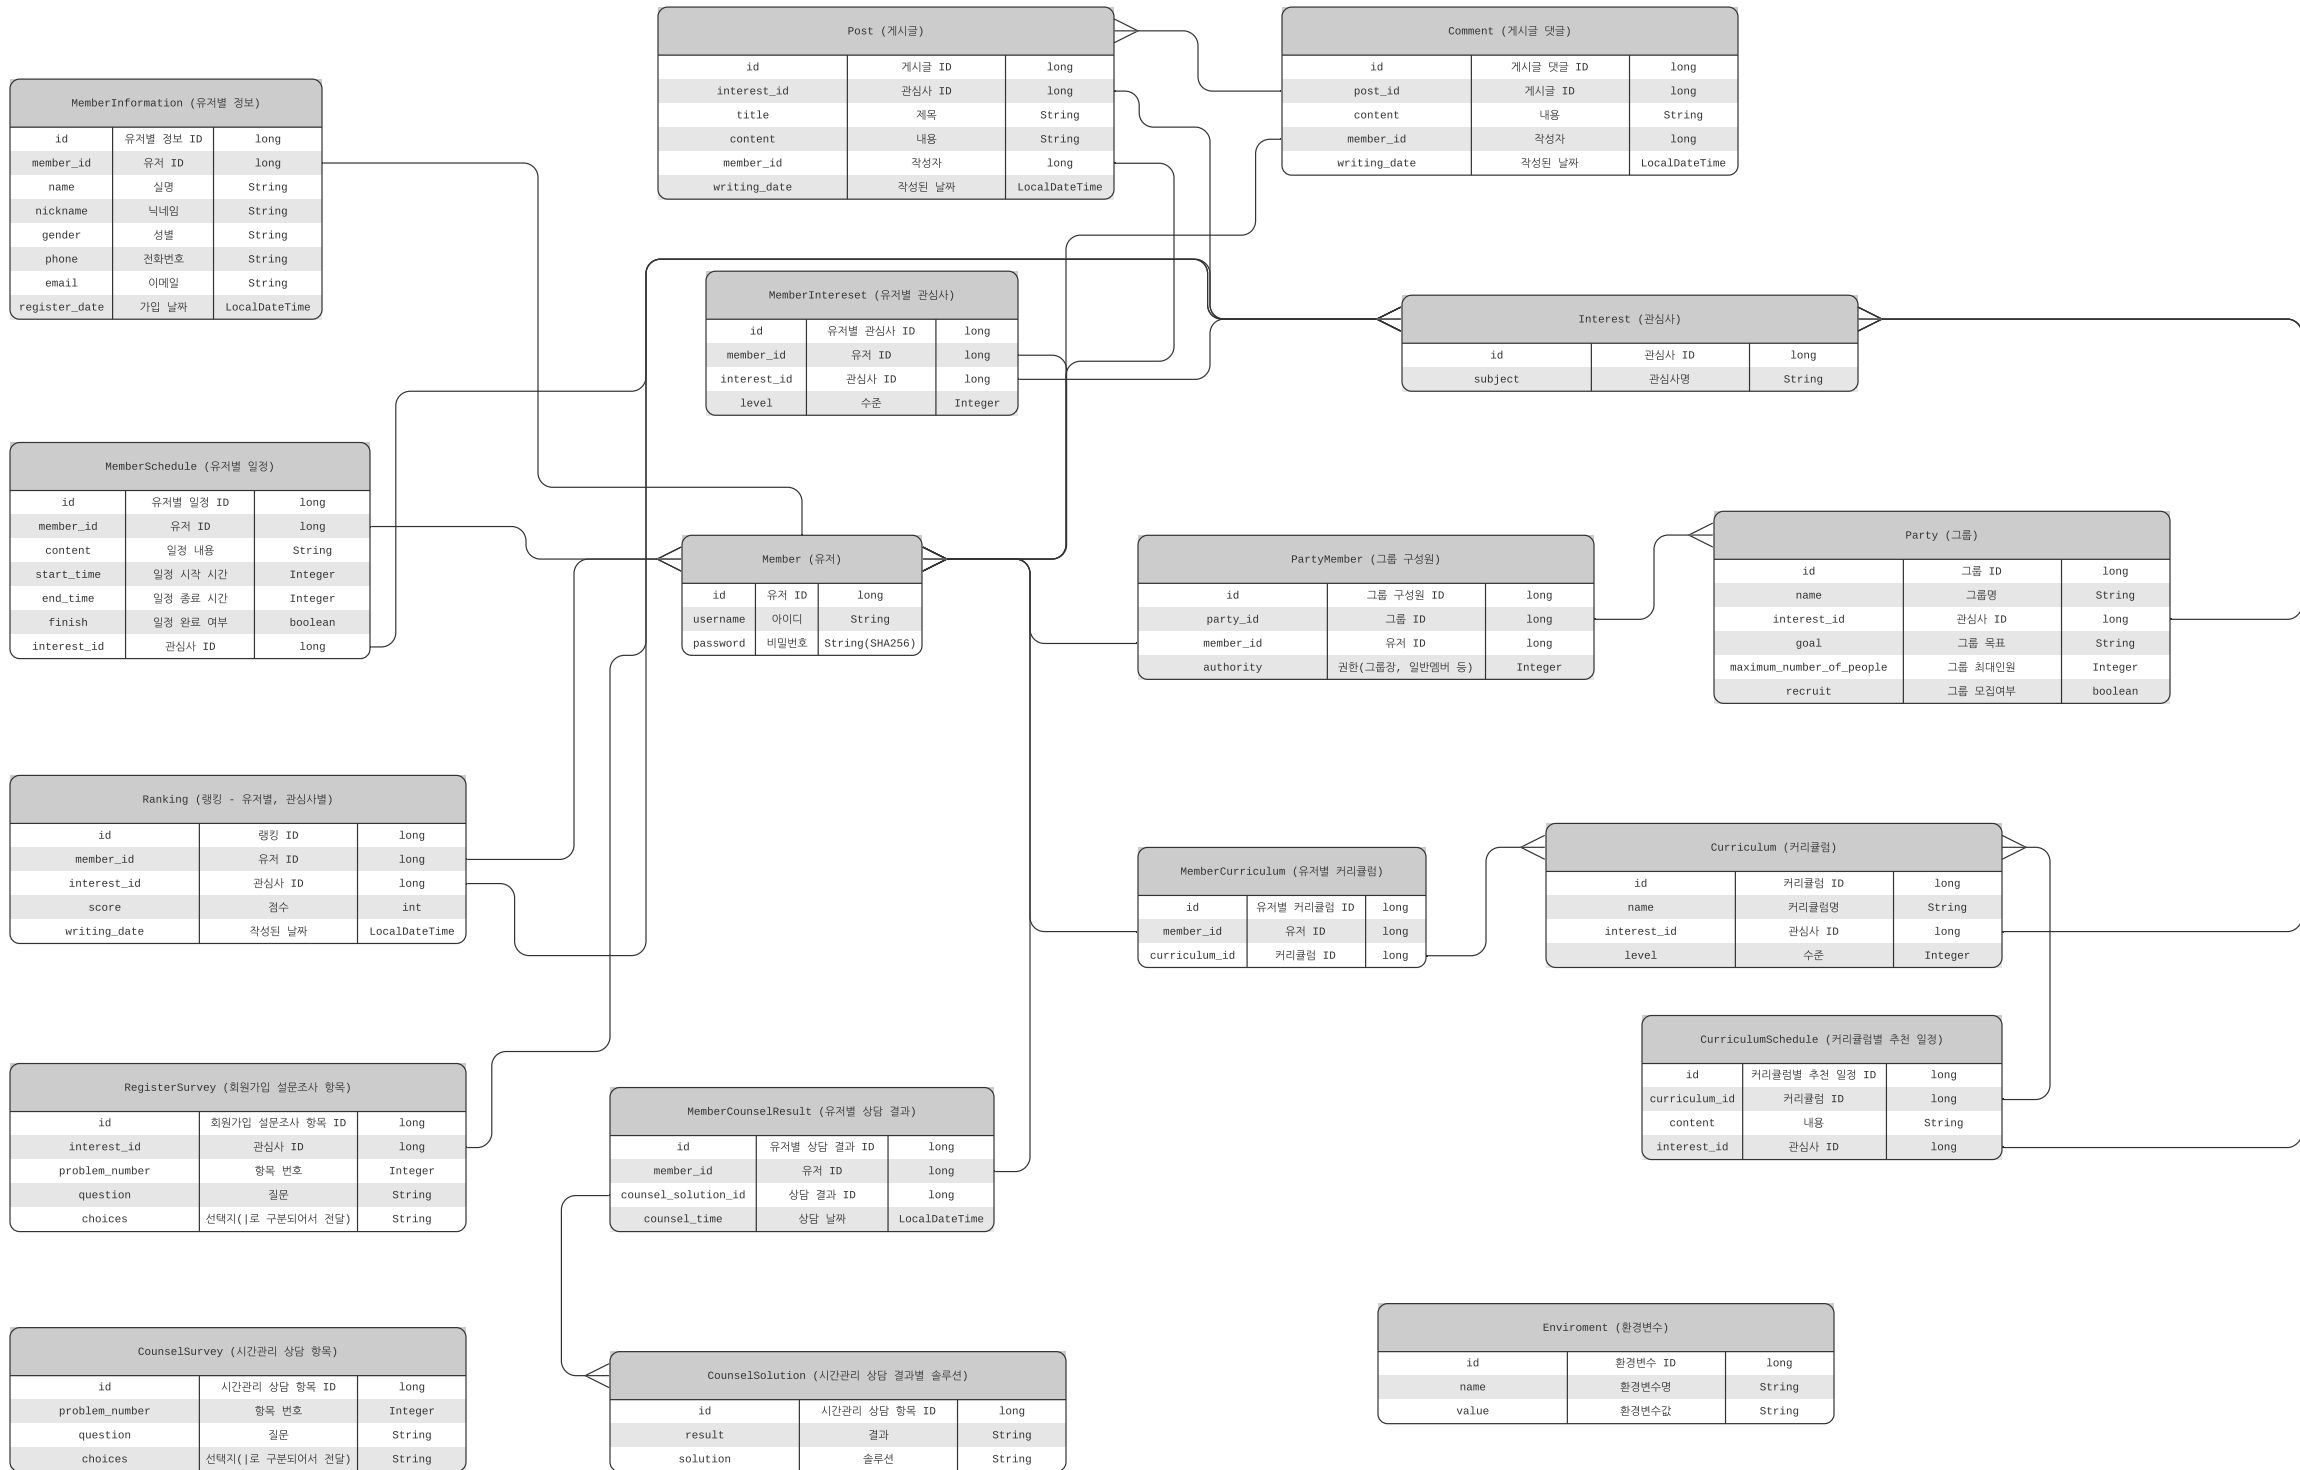 Post (게시글)
id 게시글 ID long
interest_id 관심사 ID long
title 제목 String
content 내용 String
member_id 작성자 long
writing_date 작성된 날짜 LocalDateTime
Comment (게시글 댓글)
id 게시글 댓글 ID long
post_id 게시글 ID long
content 내용 String
member_id 작성자 long
writing_date 작성된 날짜 LocalDateTime
MemberInformation (유저별 정보)
id 유저별 정보 ID long
member_id 유저 ID long
name 실명 String
nickname 닉네임 String
gender 성별 String
phone 전화번호 String
email 이메일 String
register_date 가입 날짜 LocalDateTime
MemberIntereset (유저별 관심사)
id 유저별 관심사 ID long
member_id 유저 ID long
interest_id 관심사 ID long
level 수준 Integer
Interest (관심사)
id 관심사 ID long
subject 관심사명 String
MemberSchedule (유저별 일정)
id 유저별 일정 ID long
member_id 유저 ID long
content 일정 내용 String
start_time 일정 시작 시간 Integer
end_time 일정 종료 시간 Integer
finish 일정 완료 여부 boolean
interest_id 관심사 ID long
Member (유저)
id 유저 ID long
username 아이디 String
password 비밀번호 String(SHA256)
PartyMember (그룹 구성원)
id 그룹 구성원 ID long
party_id 그룹 ID long
member_id 유저 ID long
authority 권한(그룹장, 일반멤버 등) Integer
Party (그룹)
id 그룹 ID long
name 그룹명 String
interest_id 관심사 ID long
goal 그룹 목표 String
maximum_number_of_people 그룹 최대인원 Integer
recruit 그룹 모집여부 boolean
Ranking (랭킹 - 유저별, 관심사별)
id 랭킹 ID long
member_id 유저 ID long
interest_id 관심사 ID long
score 점수 int
writing_date 작성된 날짜 LocalDateTime
MemberCurriculum (유저별 커리큘럼)
id 유저별 커리큘럼 ID long
member_id 유저 ID long
curriculum_id 커리큘럼 ID long
Curriculum (커리큘럼)
id 커리큘럼 ID long
name 커리큘럼명 String
interest_id 관심사 ID long
level 수준 Integer
CurriculumSchedule (커리큘럼별 추천 일정)
id 커리큘럼별 추천 일정 ID long
curriculum_id 커리큘럼 ID long
content 내용 String
interest_id 관심사 ID long
RegisterSurvey (회원가입 설문조사 항목)
id 회원가입 설문조사 항목 ID long
interest_id 관심사 ID long
problem_number 항목 번호 Integer
question 질문 String
choices 선택지(|로 구분되어서 전달) String
MemberCounselResult (유저별 상담 결과)
id 유저별 상담 결과 ID long
member_id 유저 ID long
counsel_solution_id 상담 결과 ID long
counsel_time 상담 날짜 LocalDateTime
CounselSurvey (시간관리 상담 항목)
id 시간관리 상담 항목 ID long
problem_number 항목 번호 Integer
question 질문 String
choices 선택지(|로 구분되어서 전달) String
CounselSolution (시간관리 상담 결과별 솔루션)
id 시간관리 상담 항목 ID long
result 결과 String
solution 솔루션 String
Enviroment (환경변수)
id 환경변수 ID long
name 환경변수명 String
value 환경변수값 String